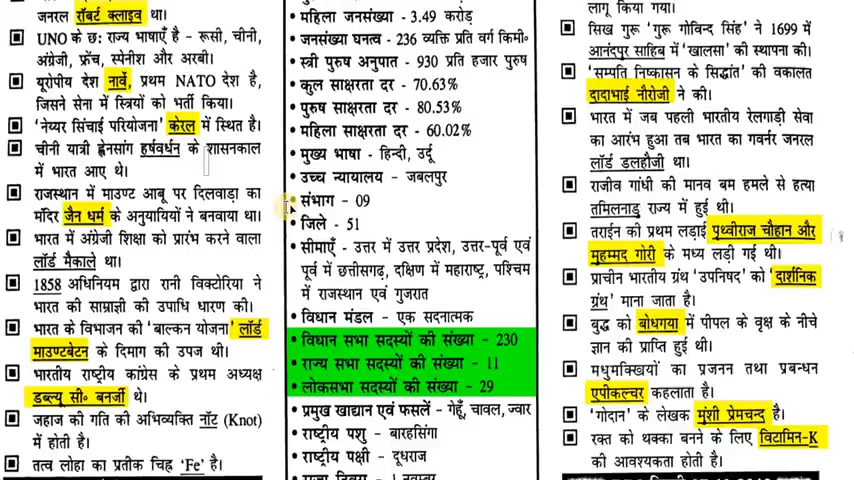 जनरल रॉबर्ट क्लाइव था।
UNO के छः राज्य भाषाएँ है - रूसी, चीनी,
अंग्रेजी, फ्रेंच, स्पेनीश और अरबी।
यूरोपीय देश नार्वे, प्रथम NATO देश है,
जिसने सेना में स्त्रियों को भर्ती किया।
'नेय्यर सिंचाई परियोजना' केरल में स्थित है।
चीनी यात्री ह्वेनसांग हर्षवर्धन के शासनकाल
में भारत आए थे।
राजस्थान में माउण्ट आबू पर दिलवाड़ा का
मंदिर जैन धर्म के अनुयायियों ने बनवाया था।
भारत में अंग्रेजी शिक्षा को प्रारंभ करने वाला
लॉर्ड मैकाले था।
1858 अधिनियम द्वारा रानी विक्टोरिया ने
भारत की साम्राज्ञी की उपाधि धारण की।
भारत के विभाजन की 'बाल्कन योजना' लॉर्ड
माउण्टबेटन के दिमाग की उपज थी।
भारतीय राष्ट्रीय कांग्रेस के प्रथम अध्यक्ष
डब्ल्यू सी॰ बनर्जी थे।
जहाज की गति की अभिव्यक्ति नॉट (Knot)
में होती है।
तत्व लोहा का प्रतीक चिह्न 'Fe' है।
• महिला जनसंख्या - 3.49 करोड़
• जनसंख्या घनत्व - 236 व्यक्ति प्रति वर्ग किमी॰
• स्त्री पुरुष अनुपात - 930 प्रति हजार पुरुष
• कुल साक्षरता दर - 70.63%
• पुरुष साक्षरता दर - 80.53%
• महिला साक्षरता दर - 60.02%
• मुख्य भाषा - हिन्दी, उर्दू
• उच्च न्यायालय - जबलपुर
• संभाग - 09
• जिले - 51
• सीमाएँ - उत्तर में उत्तर प्रदेश, उत्तर-पूर्व एवं
पूर्व में छत्तीसगढ़, दक्षिण में महाराष्ट्र, पश्चिम
में राजस्थान एवं गुजरात
• विधान मंडल - एक सदनात्मक
• विधान सभा सदस्यों की संख्या - 230
• राज्य सभा सदस्यों की संख्या - 11
• लोकसभा सदस्यों की संख्या - 29
• प्रमुख खाद्यान एवं फसलें - गेहूँ, चावल, ज्वार
• राष्ट्रीय पशु - बारहसिंगा
• राष्ट्रीय पक्षी - दूधराज
लागू किया गया।
सिख गुरू 'गुरू गोविन्द सिंह' ने 1699 में
आनंदपुर साहिब में 'खालसा' की स्थापना की।
'सम्पति निष्कासन के सिद्धांत' की वकालत
दादाभाई नौरोजी ने की।
भारत में जब पहली भारतीय रेलगाड़ी सेवा
का आरंभ हुआ तब भारत का गवर्नर जनरल
लॉर्ड डलहौजी था।
राजीव गांधी की मानव बम हमले से हत्या
तमिलनाडु राज्य में हुई थी।
तराईन की प्रथम लड़ाई पृथ्वीराज चौहान और
मुहम्मद गोरी के मध्य लड़ी गई थी।
प्राचीन भारतीय ग्रंथ 'उपनिषद' को दार्शनिक
ग्रंथ माना जाता है।
बुद्ध को बोधगया में पीपल के वृक्ष के नीचे
ज्ञान की प्राप्ति हुई थी।
मधुमक्खियों का प्रजनन तथा प्रबन्धन
एपीकल्चर कहलाता है।
'गोदान' के लेखक मुंशी प्रेमचन्द है।
रक्त को थक्का बनने के लिए विटामिन-K
की आवश्यकता होती है।